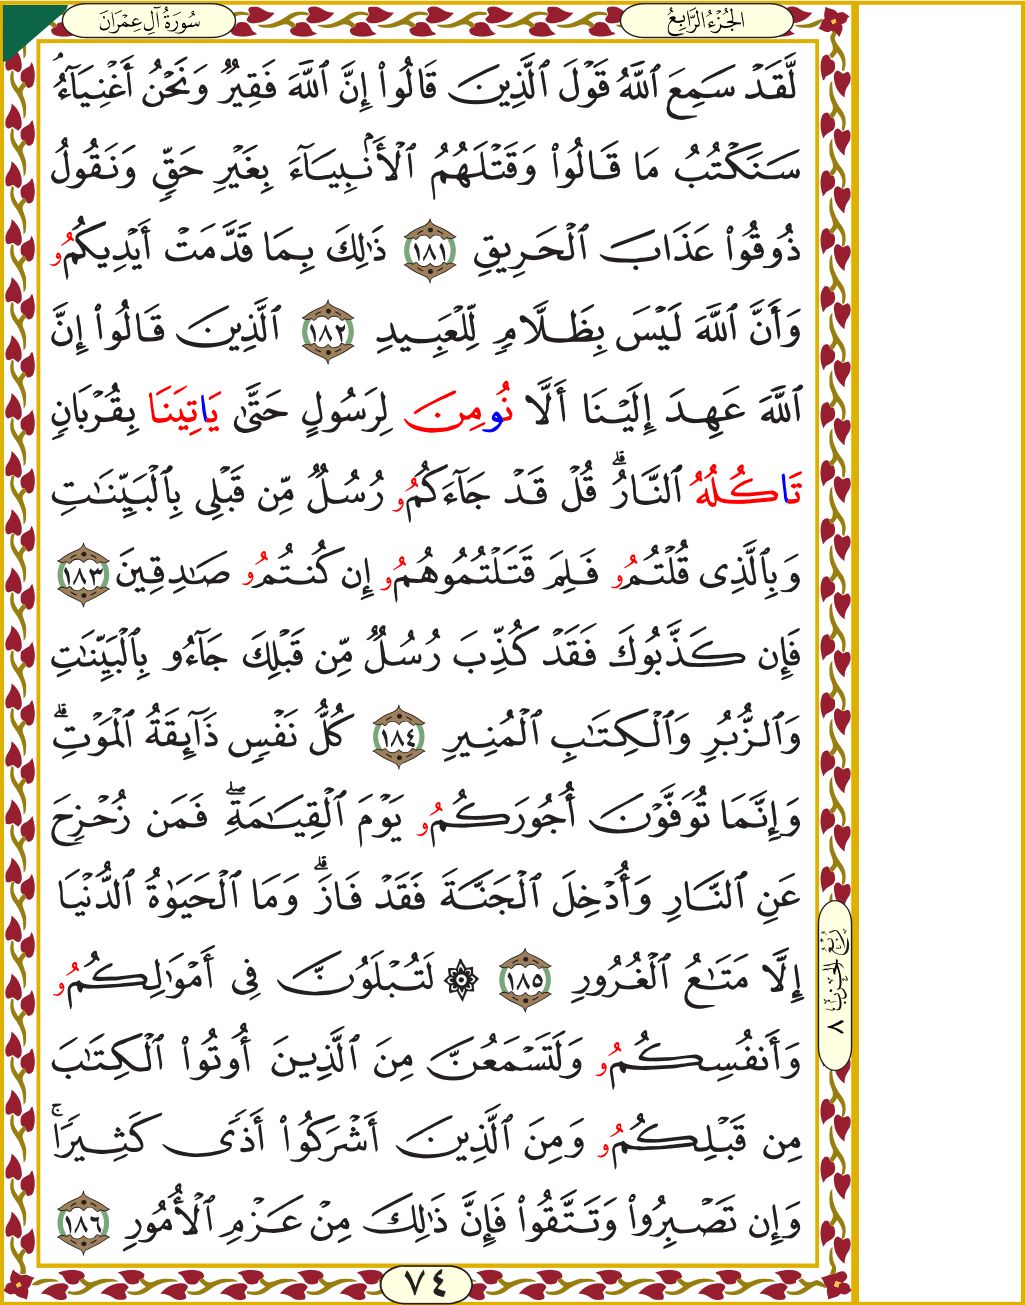 الجُزْءُ الرَّابِعُ
سُورَةُ آلِ عِمْرَانَ
لَّقَدْ سَمِعَ ٱللَّهُ قَوْلَ ٱلَّذِينَ قَالُوٓاْ إِنَّ ٱللَّهَ فَقِيرٌ وَنَحْنُ أَغْنِيَآءُۘ
سَنَكْتُبُ مَا قَالُواْ وَقَتْلَهُمُ ٱلْأَنۢبِيَآءَ بِغَيْرِ حَقٍّ وَنَقُولُ
ذُوقُواْ عَذَابَ ٱلْحَرِيقِ ١٨١ ذَٰلِكَ بِمَا قَدَّمَتْ أَيْدِيكُمُو
وَأَنَّ ٱللَّهَ لَيْسَ بِظَلَّامٍ لِّلْعَبِيدِ ١٨٢ ٱلَّذِينَ قَالُوٓاْ إِنَّ
ٱللَّهَ عَهِدَ إِلَيْنَا أَلَّا نُومِنَ لِرَسُولٍ حَتَّىٰ يَاتِيَنَا بِقُرْبَانٍ
تَاكُلُهُ ٱلنَّارُۗ قُلْ قَدْ جَآءَكُمُو رُسُلٌ مِّن قَبْلِى بِٱلْبَيِّنَٰتِ
وَبِٱلَّذِى قُلْتُمُو فَلِمَ قَتَلْتُمُوهُمُو إِن كُنتُمُو صَٰدِقِينَ ١٨٣
فَإِن كَذَّبُوكَ فَقَدْ كُذِّبَ رُسُلٌ مِّن قَبْلِكَ جَآءُو بِٱلْبَيِّنَٰتِ
وَٱلزُّبُرِ وَٱلْكِتَٰبِ ٱلْمُنِيرِ ١٨٤ كُلُّ نَفْسٍ ذَآئِقَةُ ٱلْمَوْتِۗ
وَإِنَّمَا تُوَفَّوْنَ أُجُورَكُمُو يَوْمَ ٱلْقِيَٰمَةِۖ فَمَن زُحْزِحَ
عَنِ ٱلنَّارِ وَأُدْخِلَ ٱلْجَنَّةَ فَقَدْ فَازَۗ وَمَا ٱلْحَيَوٰةُ ٱلدُّنْيَا
إِلَّا مَتَٰعُ ٱلْغُرُورِ ١٨٥ ۞ لَتُبْلَوُنَّ فِى أَمْوَٰلِكُمُو
وَأَنفُسِكُمُو وَلَتَسْمَعُنَّ مِنَ ٱلَّذِينَ أُوتُواْ ٱلْكِتَٰبَ
مِن قَبْلِكُمُو وَمِنَ ٱلَّذِينَ أَشْرَكُواْ أَذًى كَثِيرًاۚ
وَإِن تَصْبِرُواْ وَتَتَّقُواْ فَإِنَّ ذَٰلِكَ مِنْ عَزْمِ ٱلْأُمُورِ ١٨٦
رُبُعُ الحِزْبِ ٨
٧٤